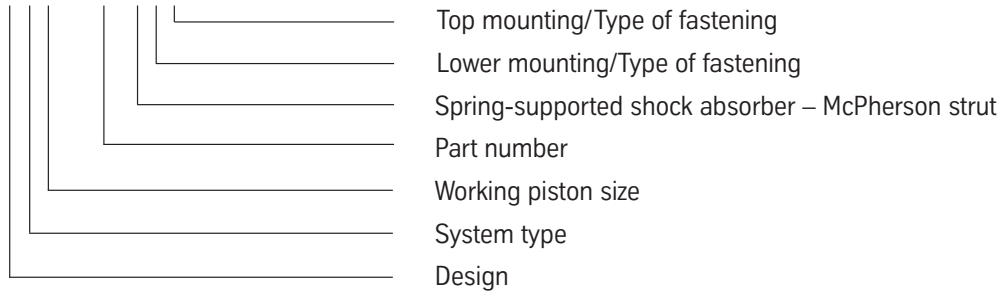 Top mounting/Type of fastening
Lower mounting/Type of fastening
Spring-supported shock absorber – McPherson strut
Part number
Working piston size
System type
Design